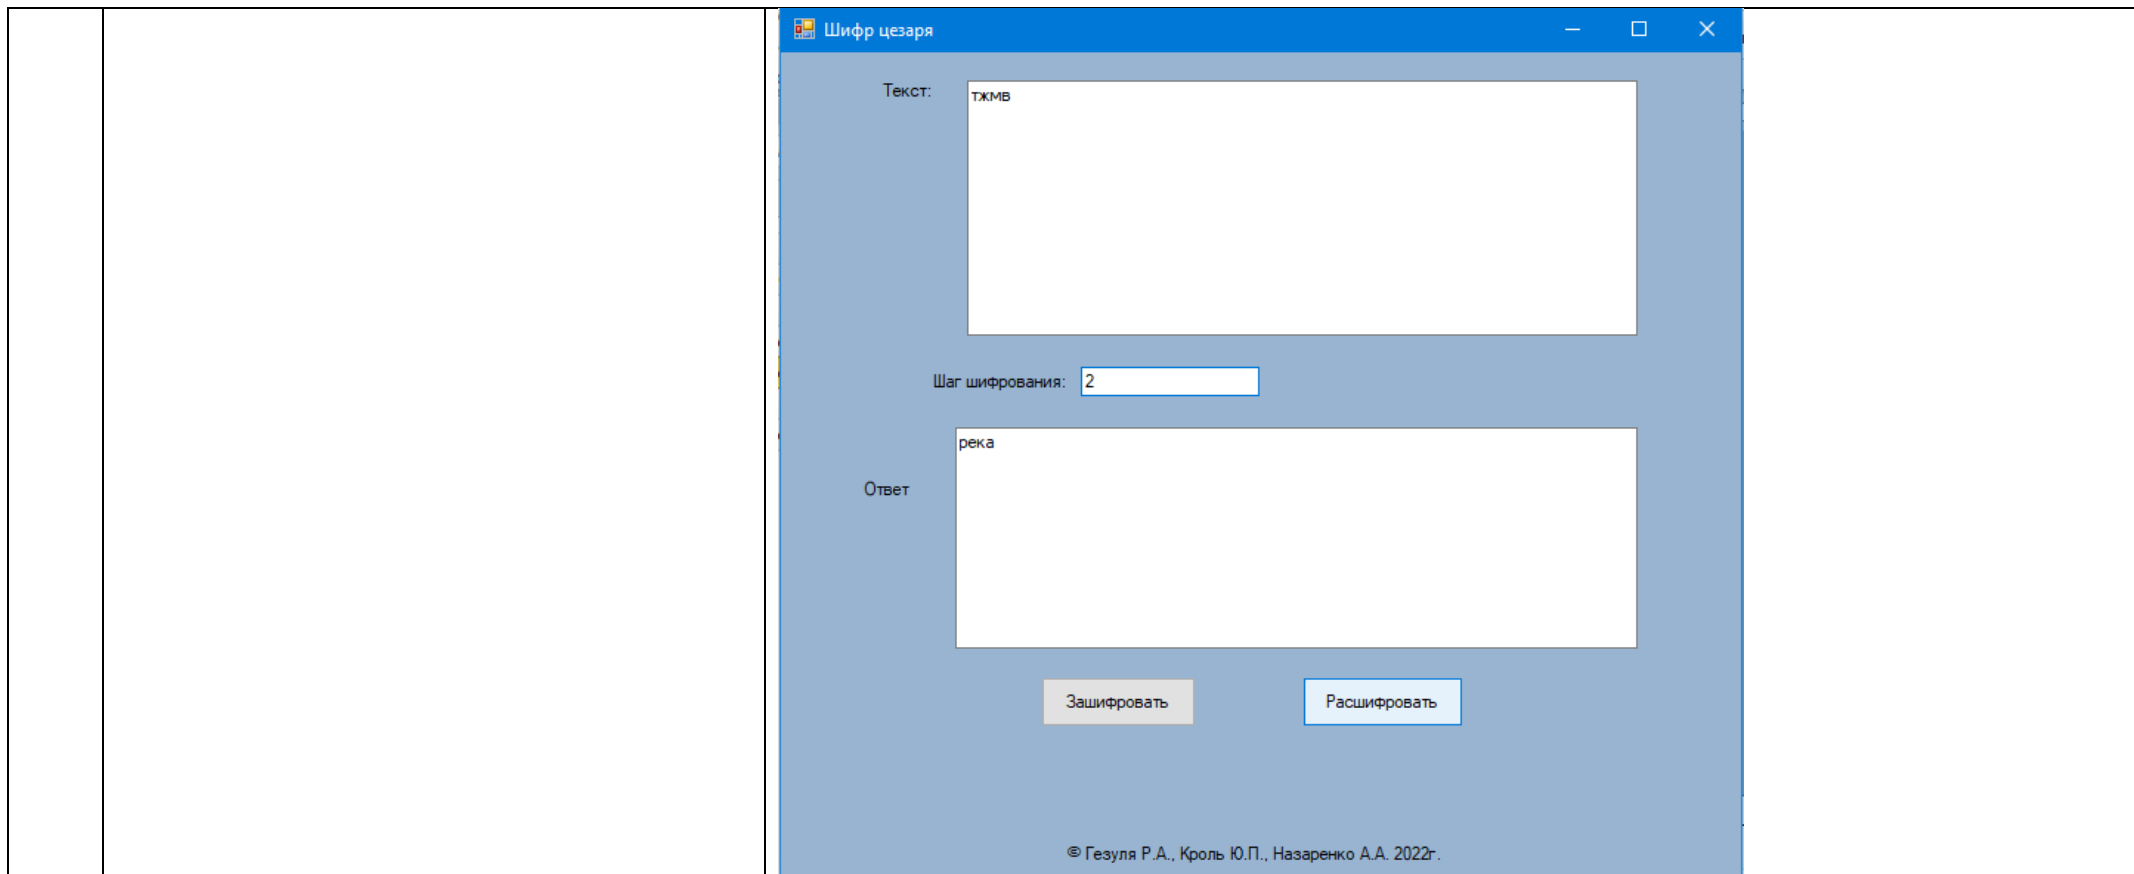 Шифр цезаря
Текст:
тжмв
Шаг шифрования:
2
река
Ответ
Зашифровать
Расшифровать
© Гезуля Р.А., Кроль Ю.П., Назаренко А.А. 2022г.